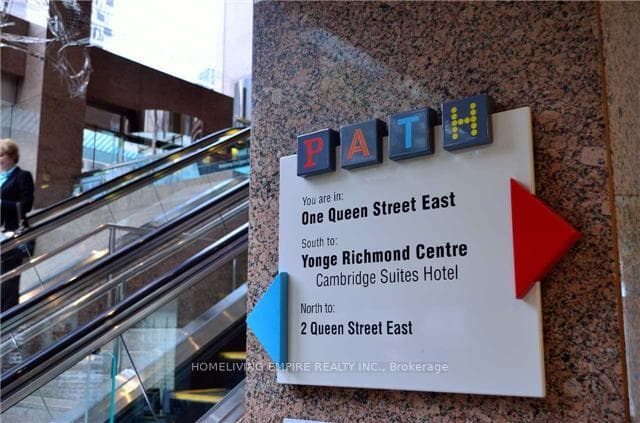 PATH
You are in:
One Queen Street East
South to:
Yonge Richmond Centre
Cambridge Suites Hotel
North to:
2 Queen Street East
HOMELIVING EMPIRE REALTY INC., Brokerage